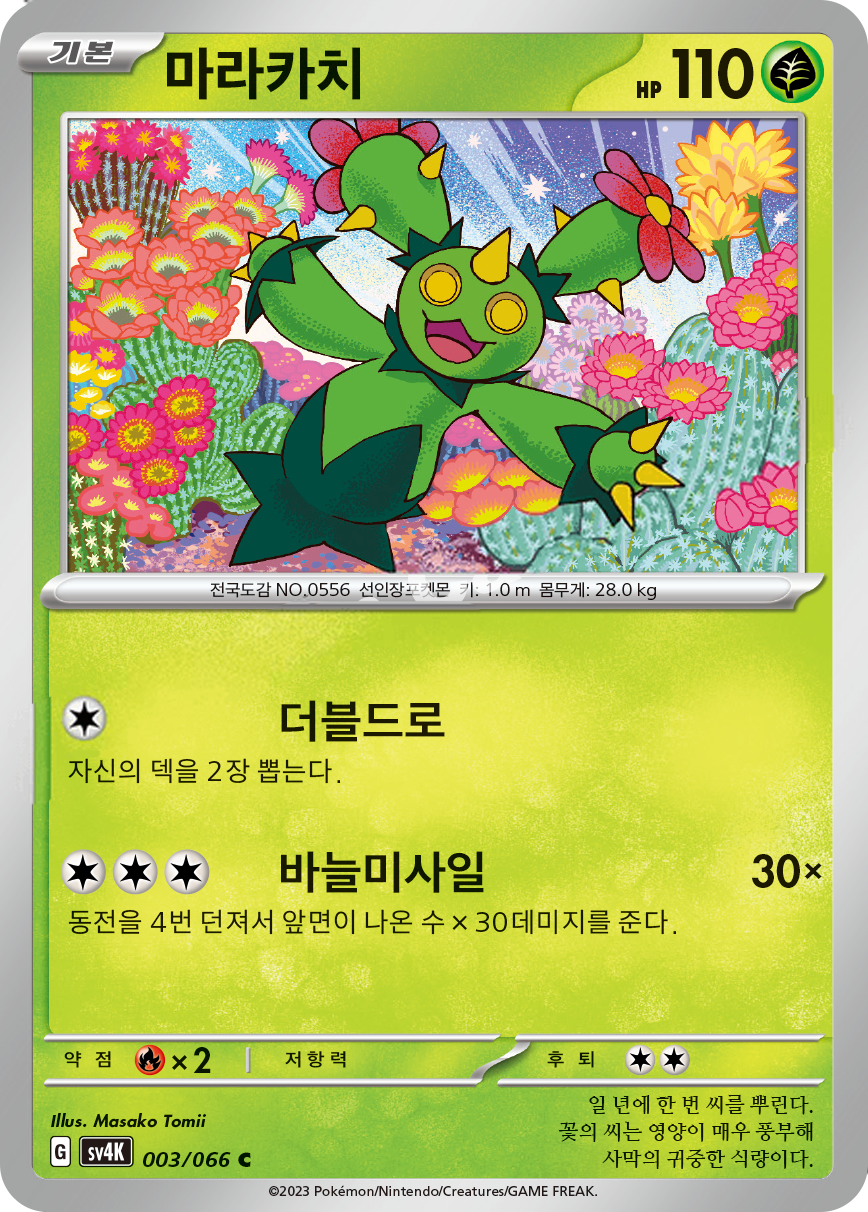 기본
마라카치
HP 110
전국도감 NO.0556 선인장포켓몬 키: 1.0 m 몸무게: 28.0 kg
더블드로
자신의 덱을 2장 뽑는다.
바늘미사일 30×
동전을 4번 던져서 앞면이 나온 수 × 30데미지를 준다.
약점 ×2 저항력 후퇴
Illus. Masako Tomii
G SV4K 003/066 C
일 년에 한 번 씨를 뿌린다.
꽃의 씨는 영양이 매우 풍부해
사막의 귀중한 식량이다.
©2023 Pokémon/Nintendo/Creatures/GAME FREAK.